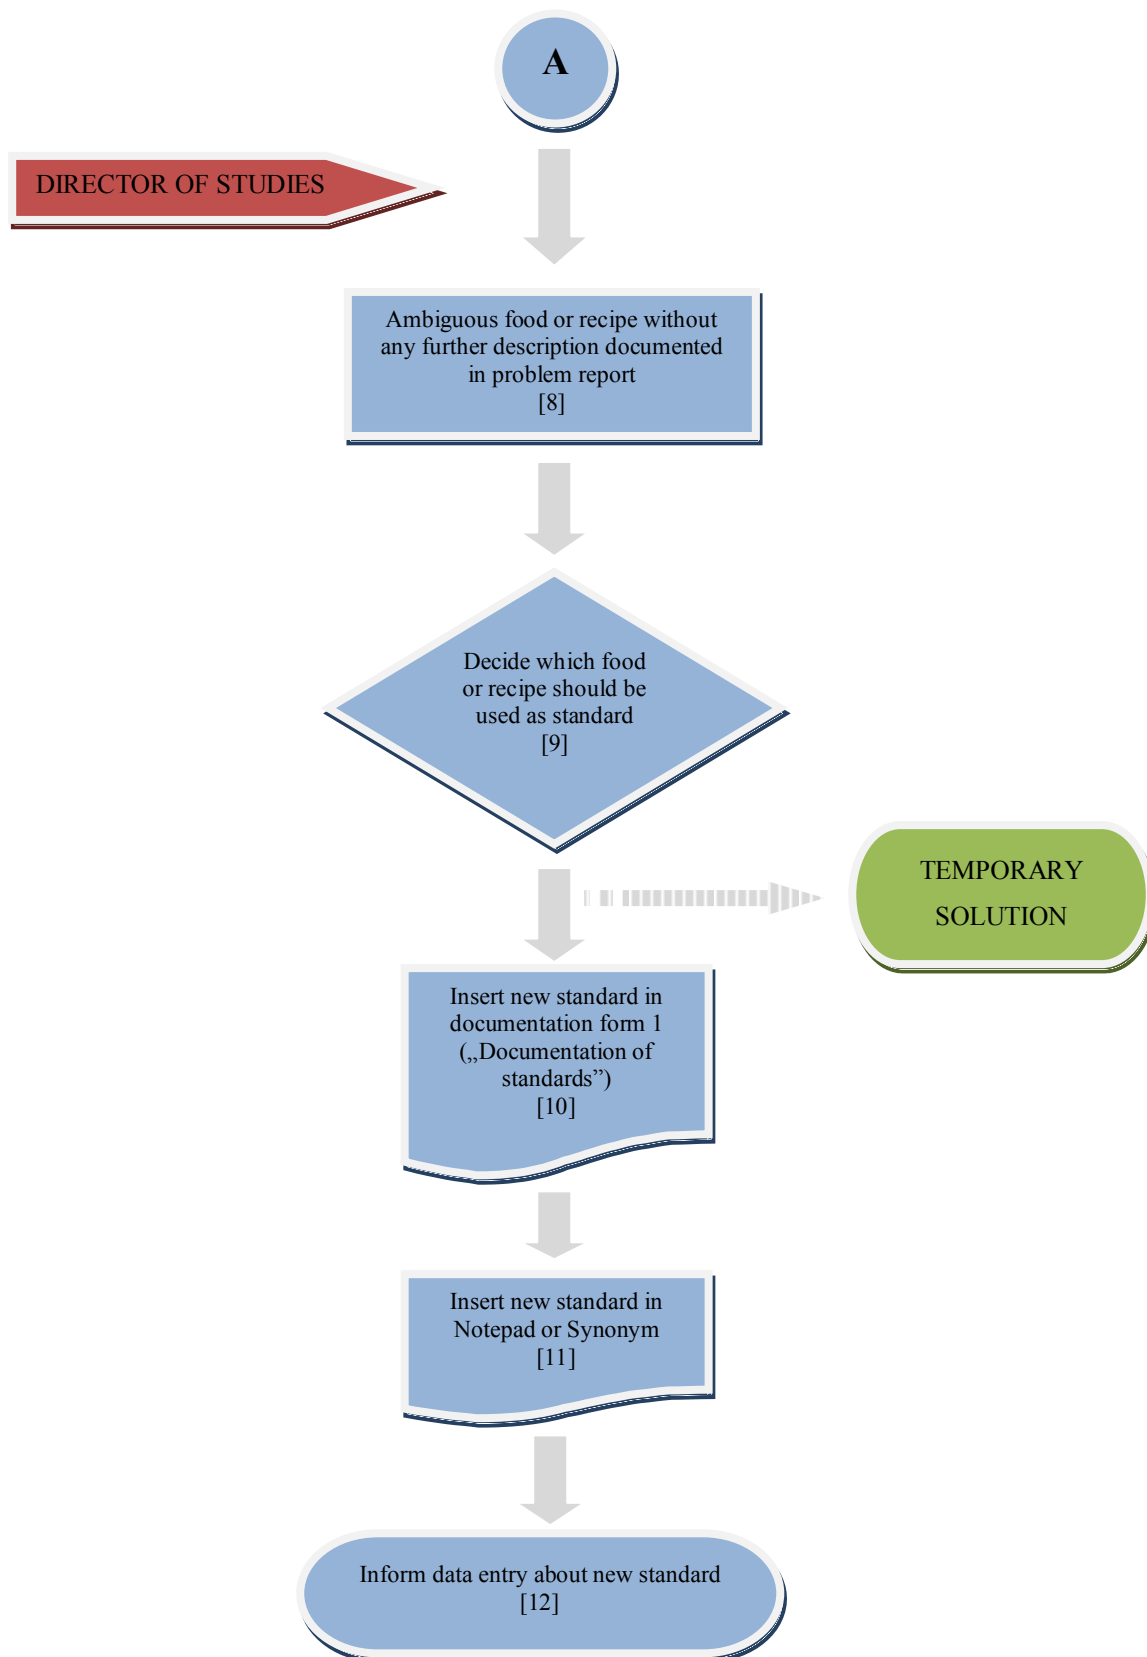 A
DIRECTOR OF STUDIES
Ambiguous food or recipe without
any further description documented
in problem report
[8]
Decide which food
or recipe should be
used as standard
[9]
TEMPORARY
SOLUTION
Insert new standard in
documentation form 1
(„Documentation of
standards”)
[10]
Insert new standard in
Notepad or Synonym
[11]
Inform data entry about new standard
[12]